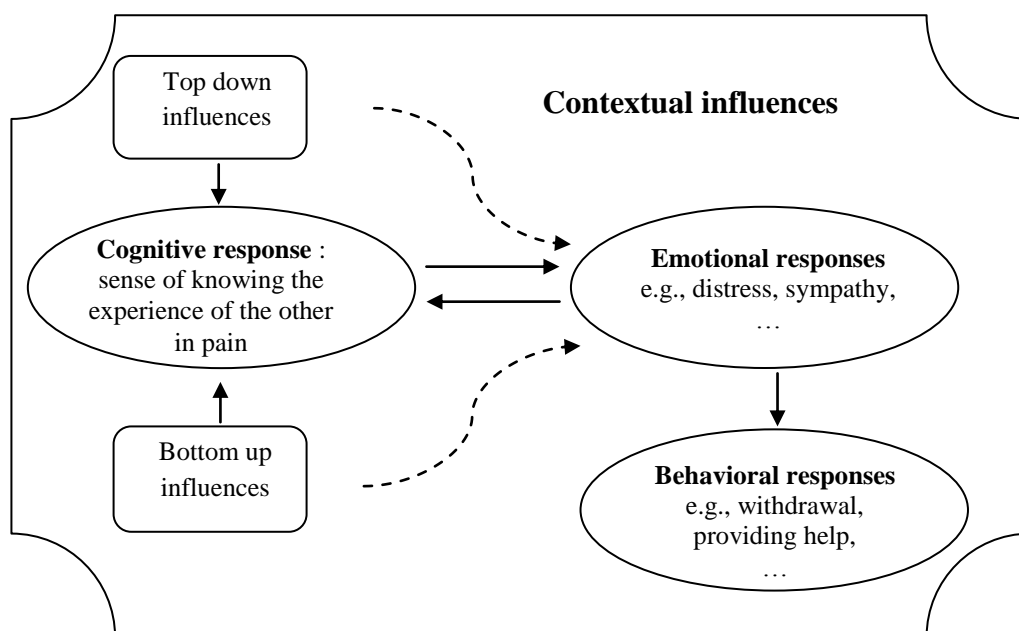 Top down
influences
Contextual influences
Cognitive response :
sense of knowing the
experience of the other
in pain
Emotional responses
e.g., distress, sympathy,
…
Bottom up
influences
Behavioral responses
e.g., withdrawal,
providing help,
…